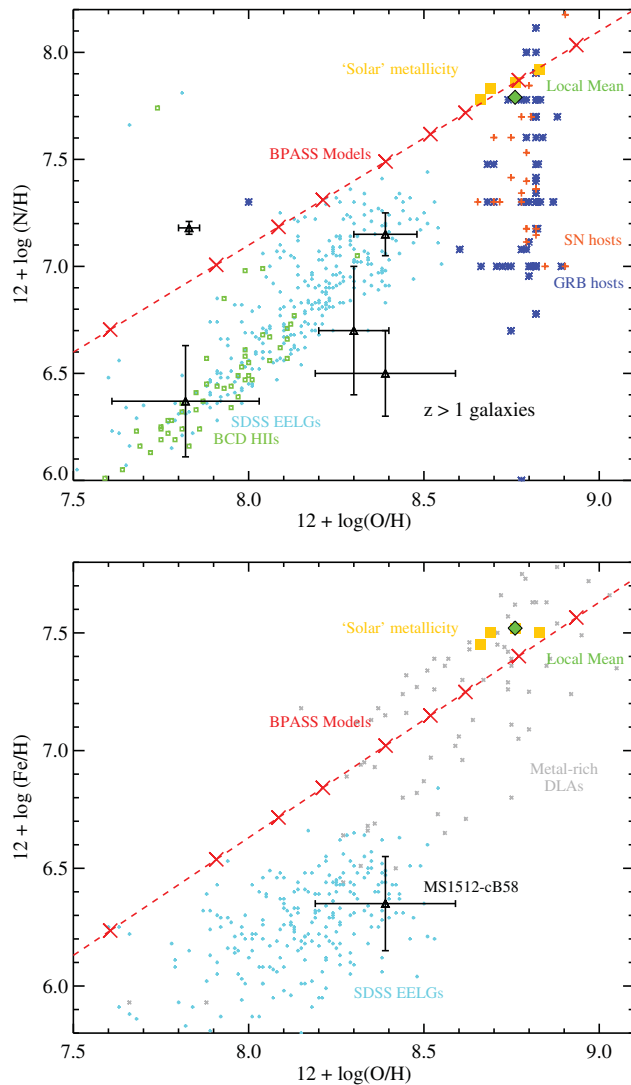 8.0
7.5
7.0
6.5
6.0
12 + log (N/H)
'Solar' metallicity
Local Mean
BPASS Models
SN hosts
GRB hosts
z > 1 galaxies
SDSS EELGs
BCD HIIs
7.5 8.0 8.5 9.0
12 + log(O/H)
7.5
7.0
6.5
6.0
12 + log (Fe/H)
'Solar' metallicity
Local Mean
BPASS Models
Metal-rich
DLAs
MS1512-cB58
SDSS EELGs
7.5 8.0 8.5 9.0
12 + log(O/H)